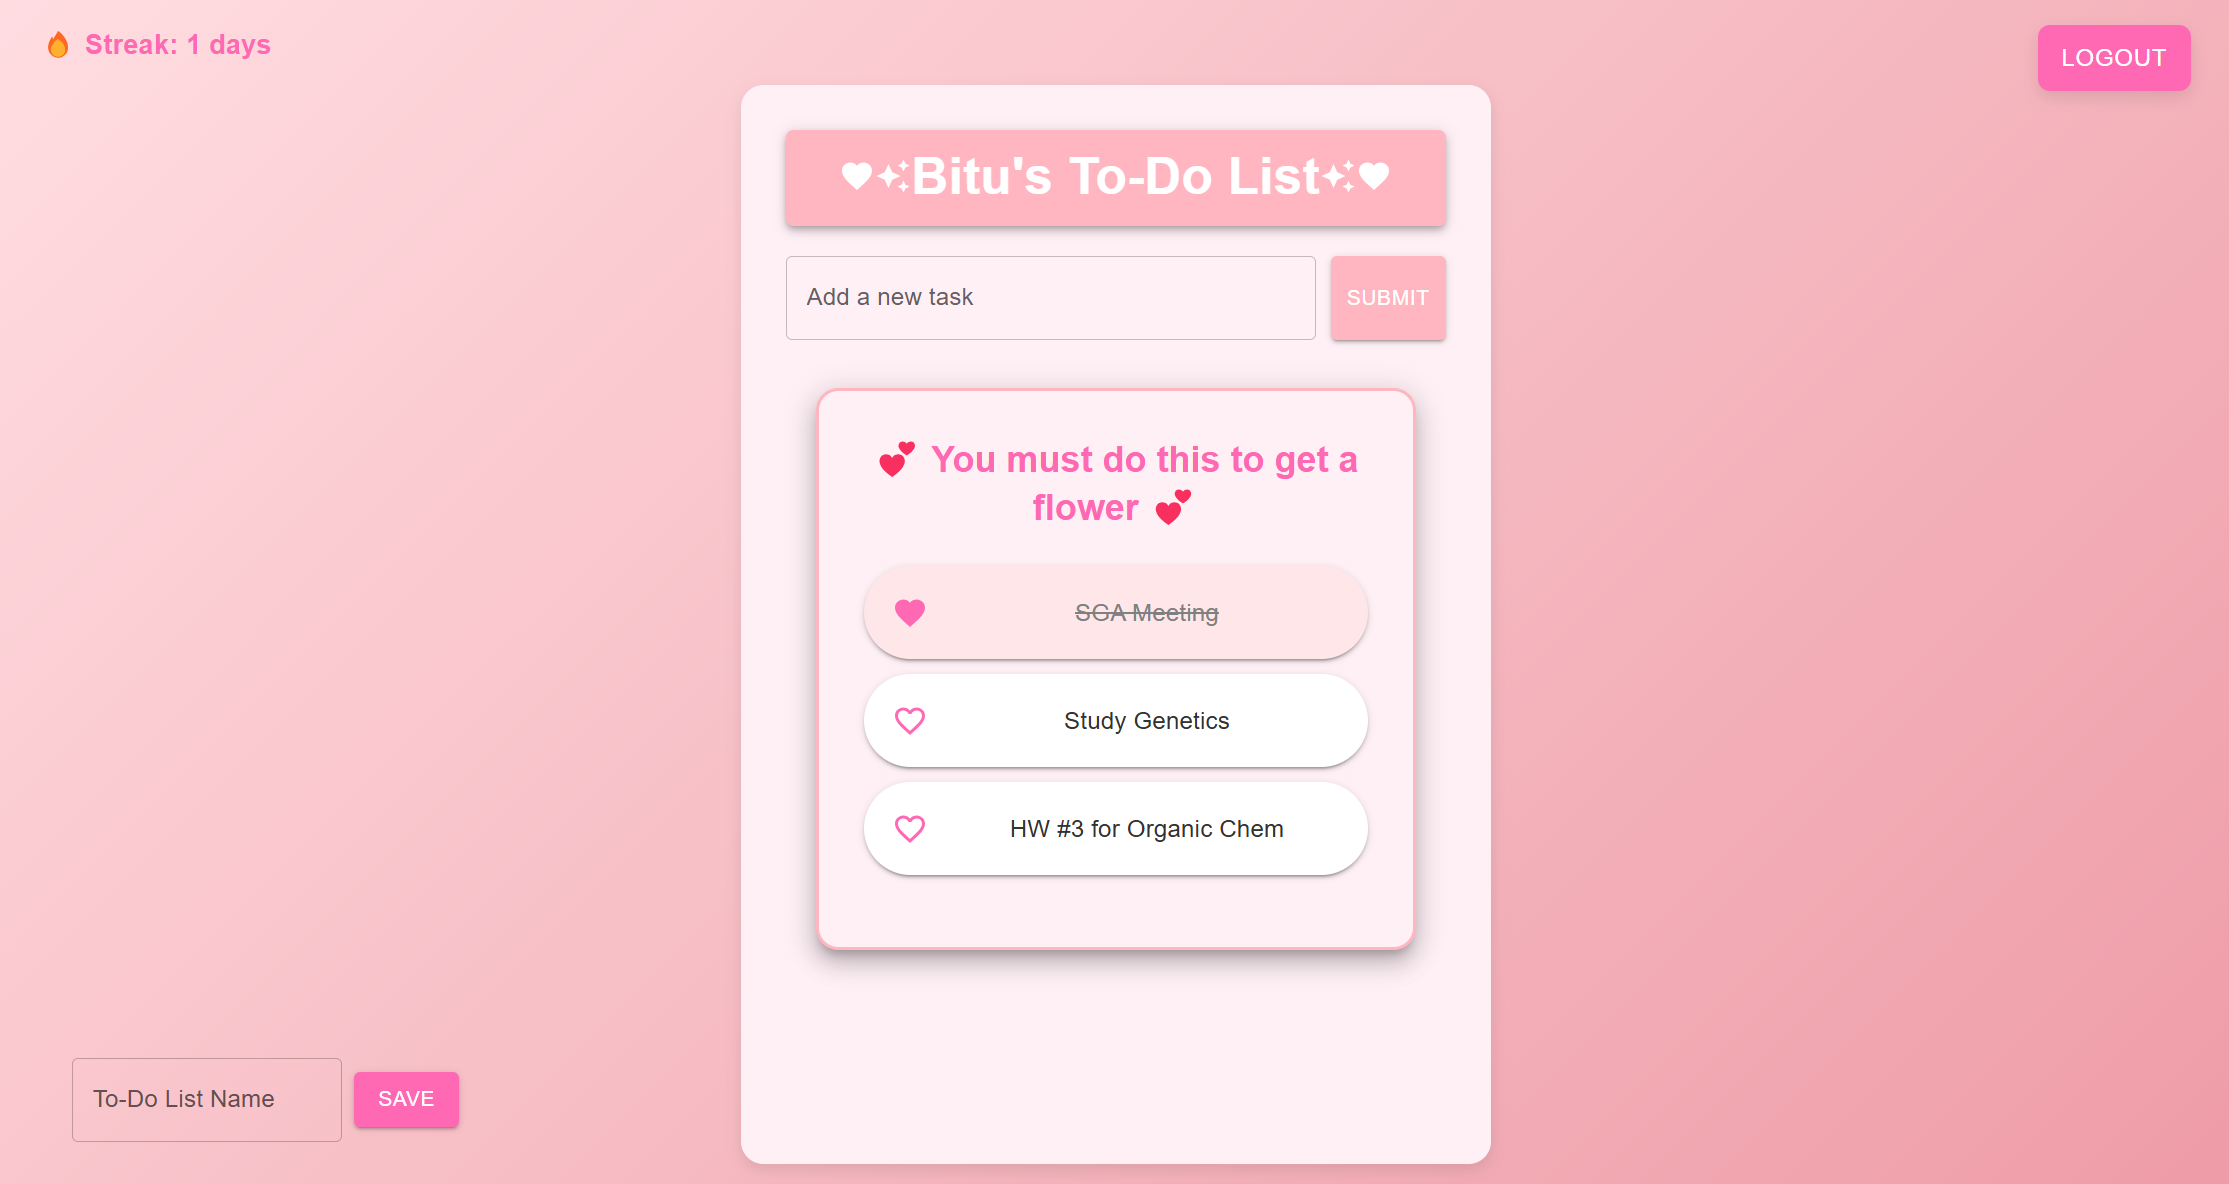 Streak: 1 days
LOGOUT
Bitu's To-Do List
Add a new task
SUBMIT
You must do this to get a
flower
SGA Meeting
Study Genetics
HW #3 for Organic Chem
To-Do List Name
SAVE